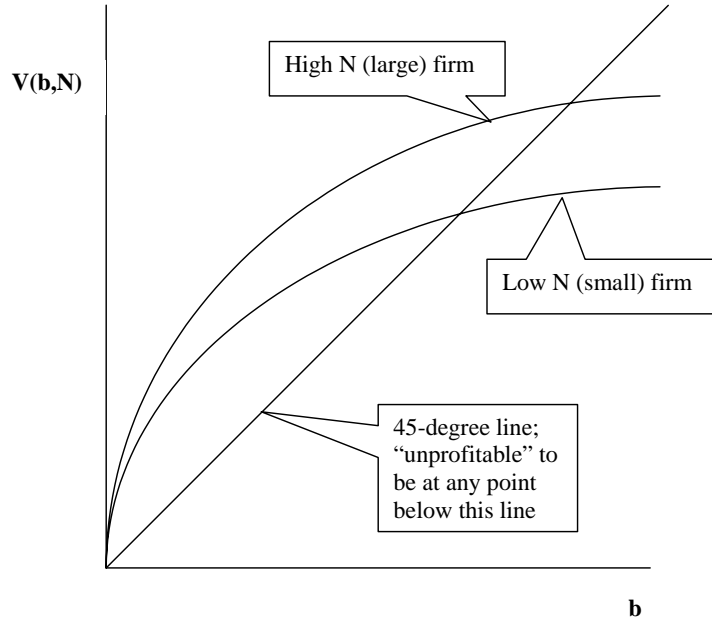 High N (large) firm
V(b,N)
Low N (small) firm
45-degree line;
“unprofitable” to
be at any point
below this line
b